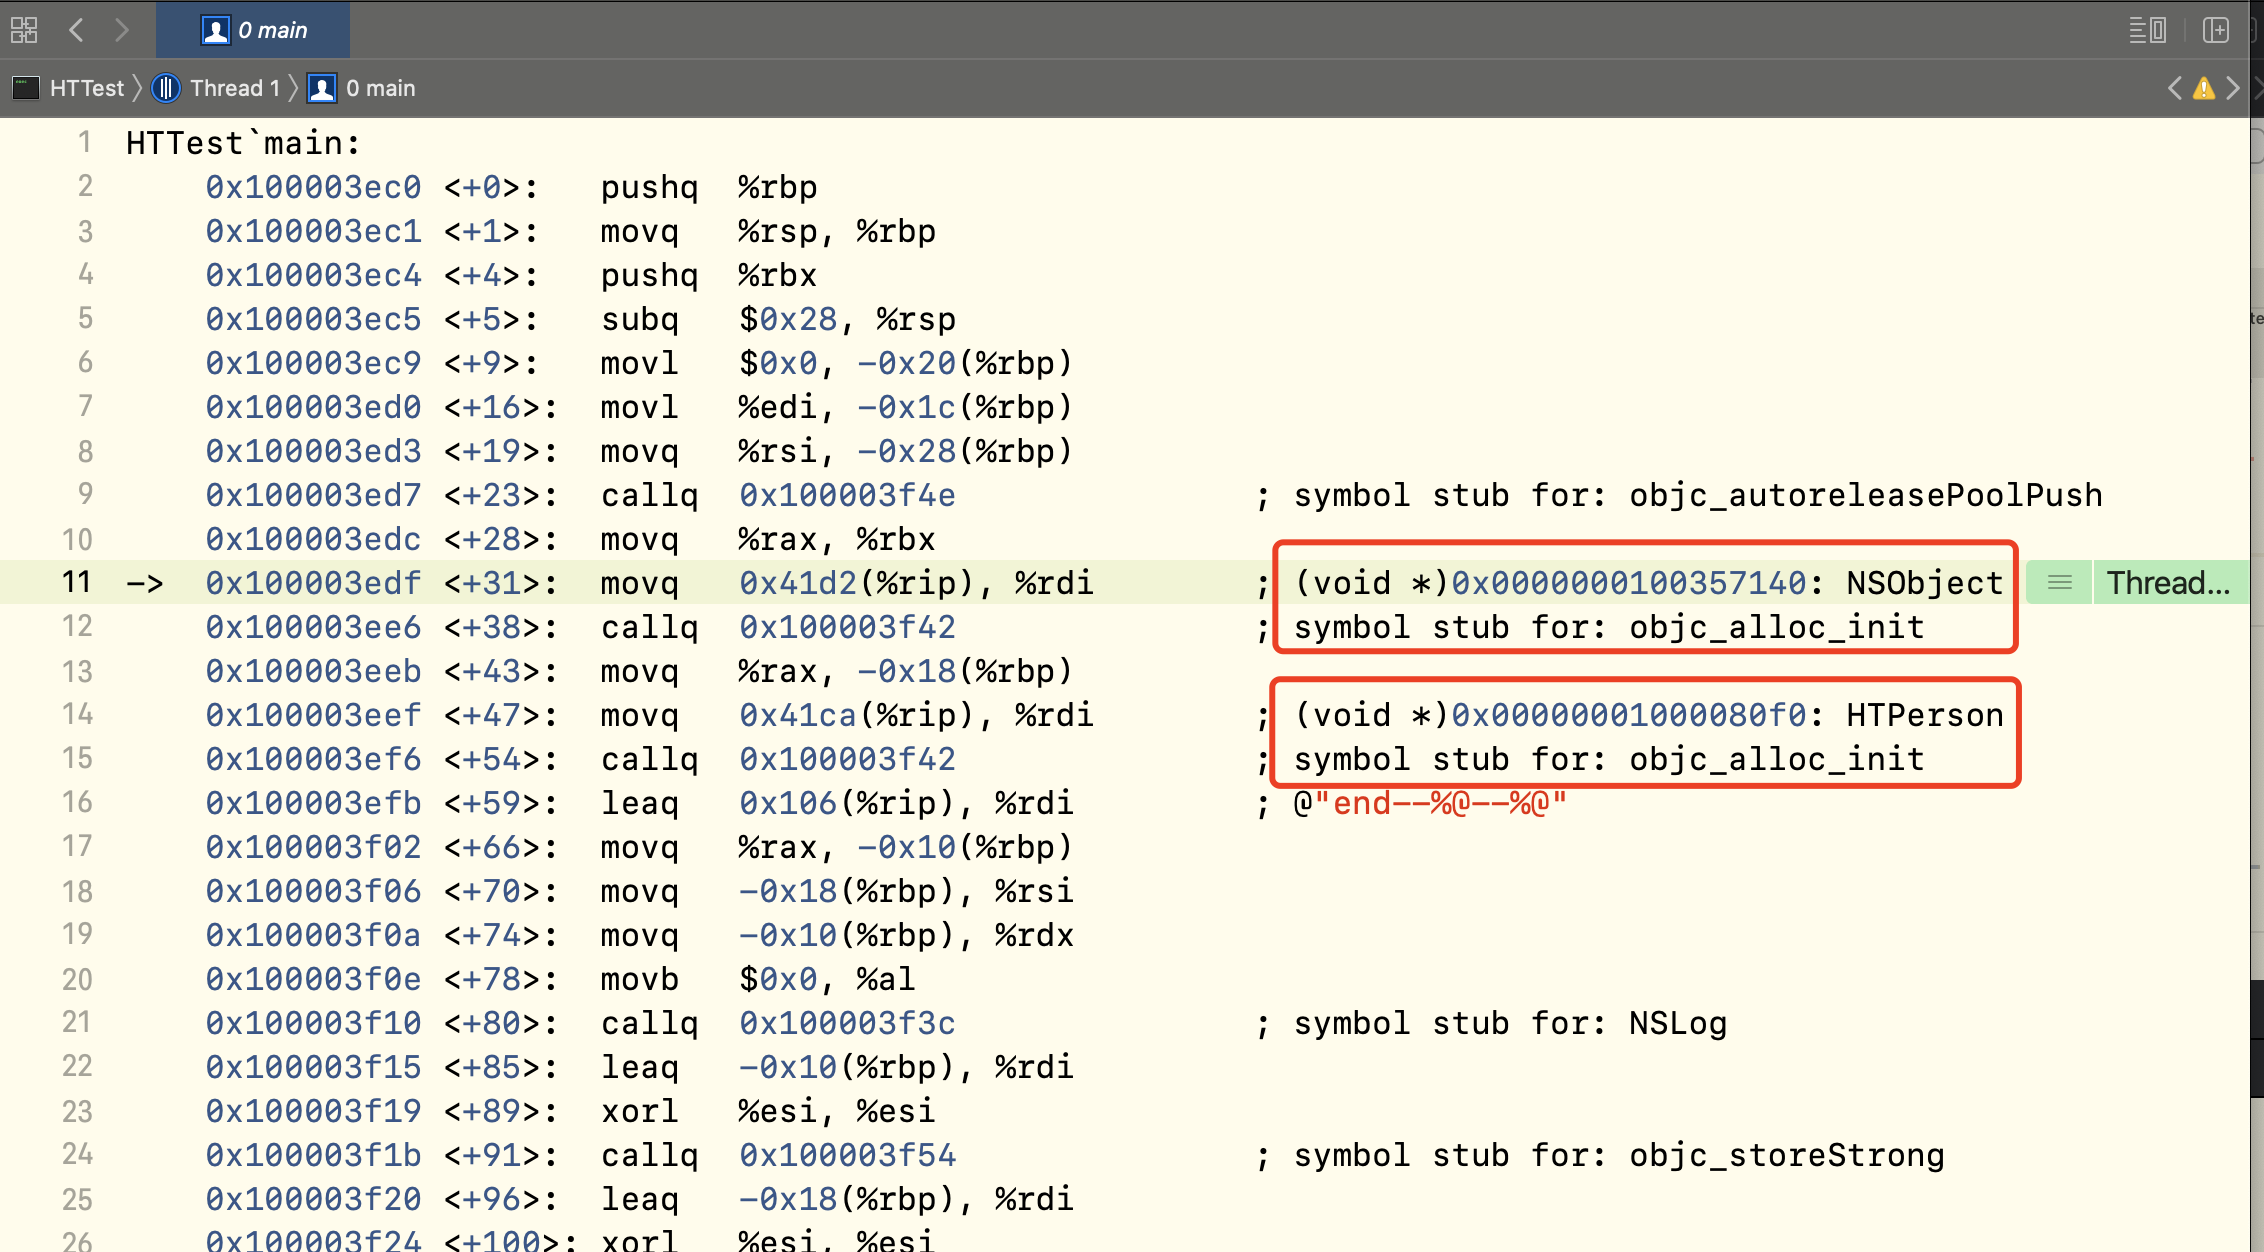 0 main
HTTest Thread 1 0 main
1 HTTest`main:
2 0x100003ec0 <+0>: pushq %rbp
3 0x100003ec1 <+1>: movq %rsp, %rbp
4 0x100003ec4 <+4>: pushq %rbx
5 0x100003ec5 <+5>: subq $0x28, %rsp
6 0x100003ec9 <+9>: movl $0x0, -0x20(%rbp)
7 0x100003ed0 <+16>: movl %edi, -0x1c(%rbp)
8 0x100003ed3 <+19>: movq %rsi, -0x28(%rbp)
9 0x100003ed7 <+23>: callq 0x100003f4e ; symbol stub for: objc_autoreleasePoolPush
10 0x100003edc <+28>: movq %rax, %rbx
11 -> 0x100003edf <+31>: movq 0x41d2(%rip), %rdi ; (void *)0x0000000100357140: NSObject Thread...
12 0x100003ee6 <+38>: callq 0x100003f42 ; symbol stub for: objc_alloc_init
13 0x100003eeb <+43>: movq %rax, -0x18(%rbp)
14 0x100003eef <+47>: movq 0x41ca(%rip), %rdi ; (void *)0x00000001000080f0: HTPerson
15 0x100003ef6 <+54>: callq 0x100003f42 ; symbol stub for: objc_alloc_init
16 0x100003efb <+59>: leaq 0x106(%rip), %rdi ; @"end--%@--%@"
17 0x100003f02 <+66>: movq %rax, -0x10(%rbp)
18 0x100003f06 <+70>: movq -0x18(%rbp), %rsi
19 0x100003f0a <+74>: movq -0x10(%rbp), %rdx
20 0x100003f0e <+78>: movb $0x0, %al
21 0x100003f10 <+80>: callq 0x100003f3c ; symbol stub for: NSLog
22 0x100003f15 <+85>: leaq -0x10(%rbp), %rdi
23 0x100003f19 <+89>: xorl %esi, %esi
24 0x100003f1b <+91>: callq 0x100003f54 ; symbol stub for: objc_storeStrong
25 0x100003f20 <+96>: leaq -0x18(%rbp), %rdi
26 0x100003f24 <+100>: xorl %esi, %esi